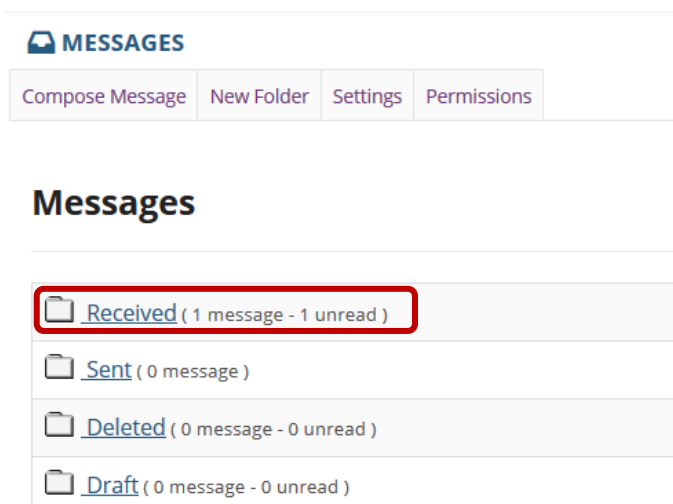 MESSAGES
Compose Message New Folder Settings Permissions
Messages
Received ( 1 message - 1 unread )
Sent ( 0 message )
Deleted ( 0 message - 0 unread )
Draft ( 0 message - 0 unread )